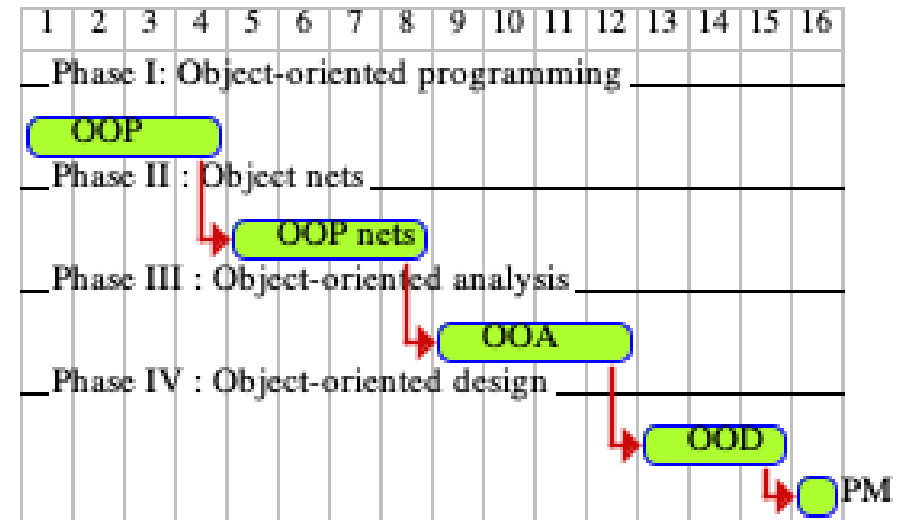 1 2 3 4 5 6 7 8 9 10 11 12 13 14 15 16
Phase I: Object-oriented programming
OOP
Phase II : Object nets
OOP nets
Phase III : Object-oriented analysis
OOA
Phase IV : Object-oriented design
OOD
PM